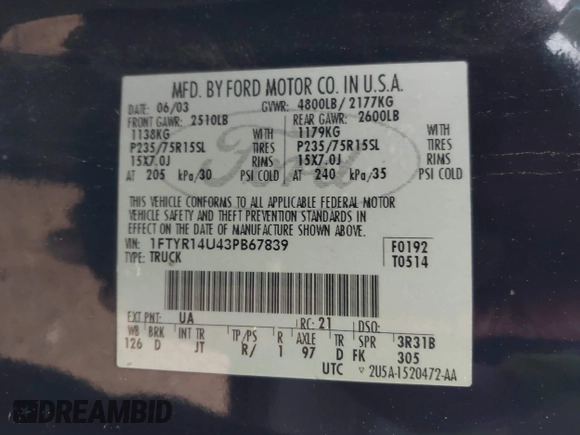 MFD. BY FORD MOTOR CO. IN U.S.A.
DATE: 06/03 GVWR: 4800LB/ 2177KG
FRONT GAWR: 2510LB REAR GAWR: 2600LB
1138KG WITH 1179KG WITH
P235/75R15SL TIRES P235/75R15SL TIRES
15X7.0J RIMS 15X7.0J RIMS
AT 205 kPa/30 PSI COLD AT 240 kPa/35 PSI COLD
THIS VEHICLE CONFORMS TO ALL APPLICABLE FEDERAL MOTOR
VEHICLE SAFETY AND THEFT PREVENTION STANDARDS IN
EFFECT ON THE DATE OF MANUFACTURE SHOWN ABOVE.
VIN: 1FTYR14U43PB67839 F0192
TYPE: TRUCK T0514
EXT PNT: UA RC: 21 DSO:
WB BRK INT TR TP/PS R AXLE TR SPR 3R31B
126 D JT R/ 1 97 D FK 305
UTC ▽ 2U5A-1520472-AA
Ford
DREAMBID